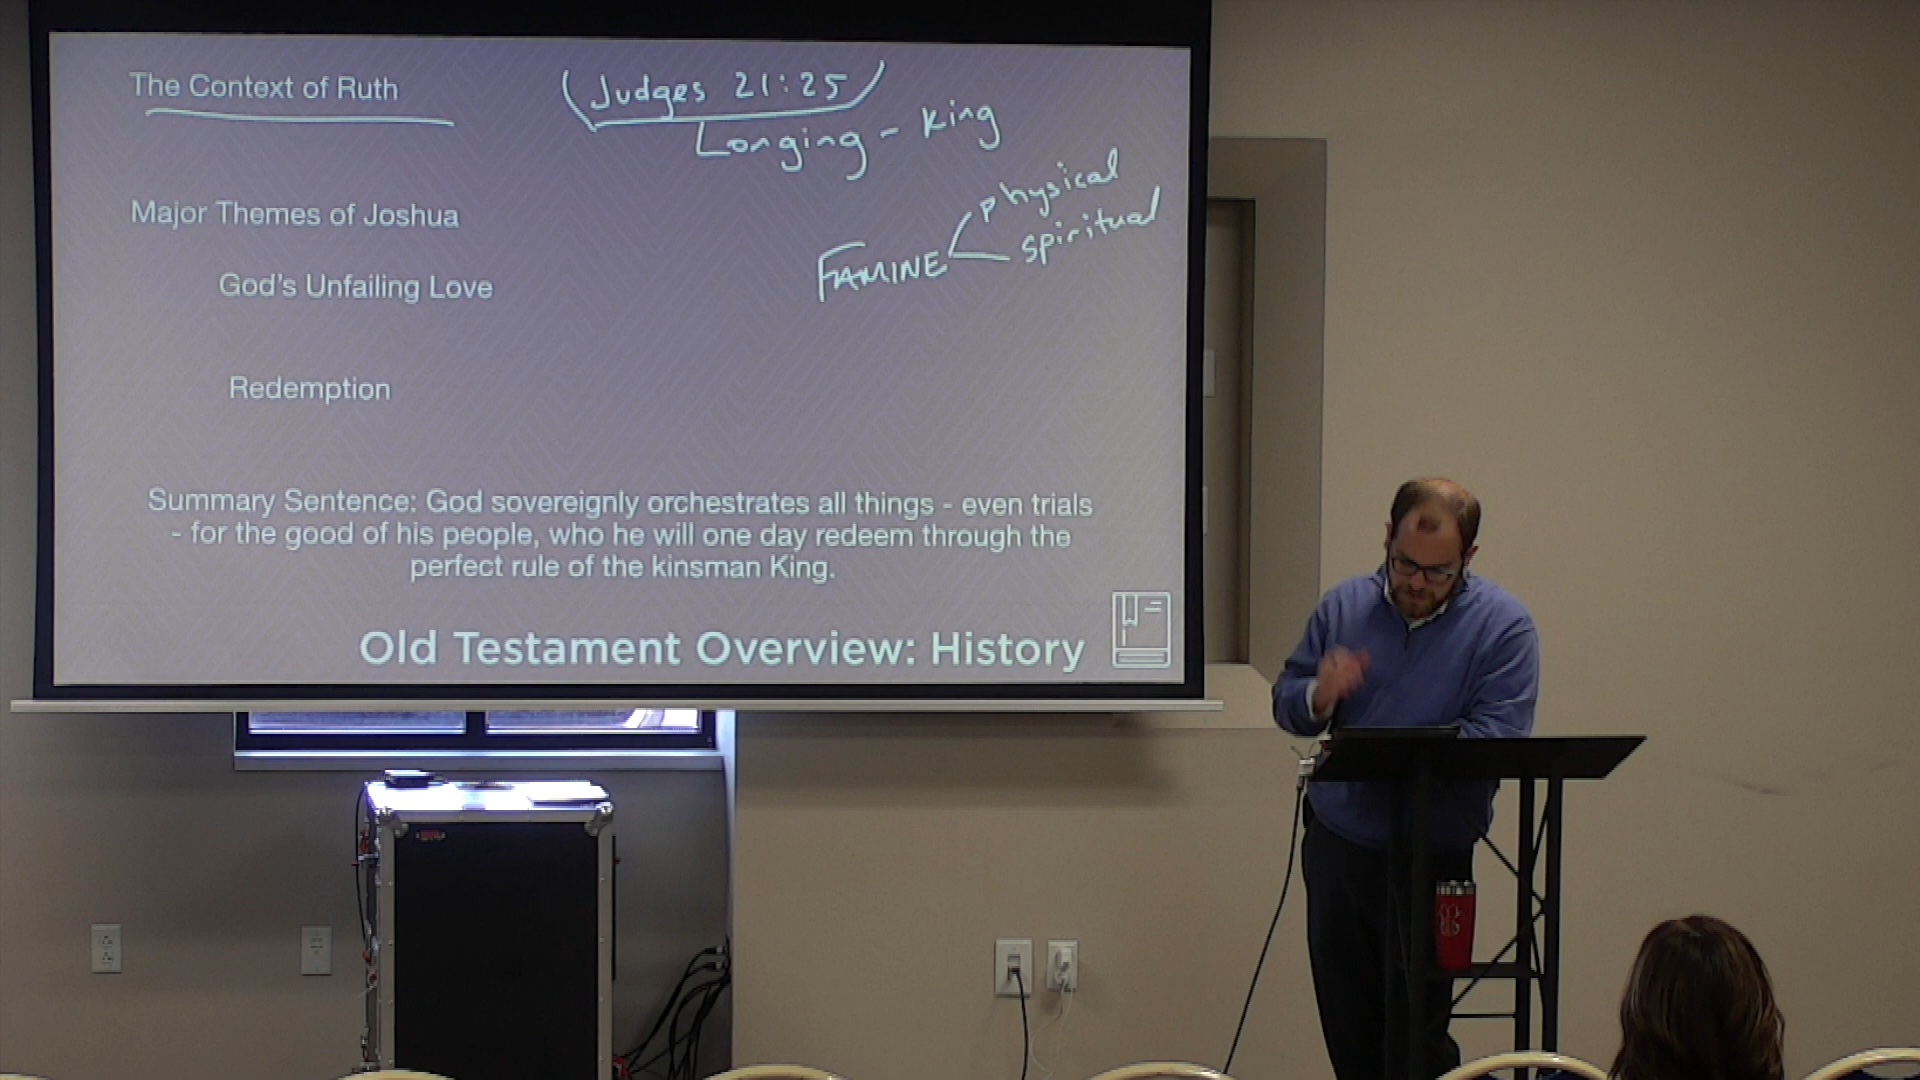 The Context of Ruth
(Judges 21:25)
Longing - King
Major Themes of Joshua
physical
spiritual
FAMINE
God's Unfailing Love
Redemption
Summary Sentence: God sovereignly orchestrates all things - even trials
- for the good of his people, who he will one day redeem through the
perfect rule of the kinsman King.
Old Testament Overview: History